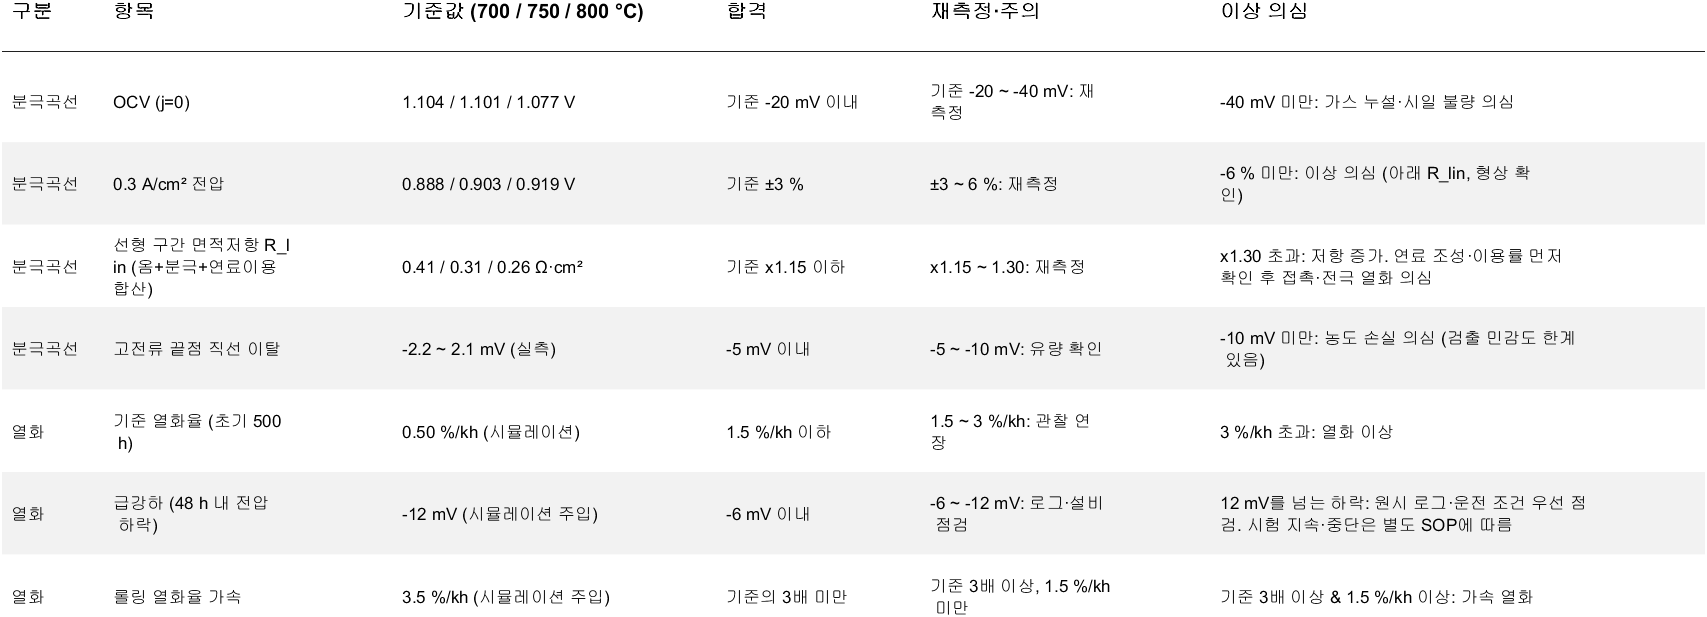 구분 항목 기준값 (700 / 750 / 800 °C) 합격 재측정·주의 이상 의심
분극곡선 OCV (j=0) 1.104 / 1.101 / 1.077 V 기준 -20 mV 이내 기준 -20 ~ -40 mV: 재
측정 -40 mV 미만: 가스 누설·시일 불량 의심
분극곡선 0.3 A/cm² 전압 0.888 / 0.903 / 0.919 V 기준 ±3 % ±3 ~ 6 %: 재측정 -6 % 미만: 이상 의심 (아래 R_lin, 형상 확
인)
분극곡선 선형 구간 면적저항 R_l
in (옴+분극+연료이용
합산) 0.41 / 0.31 / 0.26 Ω·cm² 기준 x1.15 이하 x1.15 ~ 1.30: 재측정 x1.30 초과: 저항 증가. 연료 조성·이용률 먼저
확인 후 접촉·전극 열화 의심
분극곡선 고전류 끝점 직선 이탈 -2.2 ~ 2.1 mV (실측) -5 mV 이내 -5 ~ -10 mV: 유량 확인 -10 mV 미만: 농도 손실 의심 (검출 민감도 한계
있음)
열화 기준 열화율 (초기 500
h) 0.50 %/kh (시뮬레이션) 1.5 %/kh 이하 1.5 ~ 3 %/kh: 관찰 연
장 3 %/kh 초과: 열화 이상
열화 급강하 (48 h 내 전압
하락) -12 mV (시뮬레이션 주입) -6 mV 이내 -6 ~ -12 mV: 로그·설비
점검 12 mV를 넘는 하락: 원시 로그·운전 조건 우선 점
검. 시험 지속·중단은 별도 SOP에 따름
열화 롤링 열화율 가속 3.5 %/kh (시뮬레이션 주입) 기준의 3배 미만 기준 3배 이상, 1.5 %/kh
미만 기준 3배 이상 & 1.5 %/kh 이상: 가속 열화